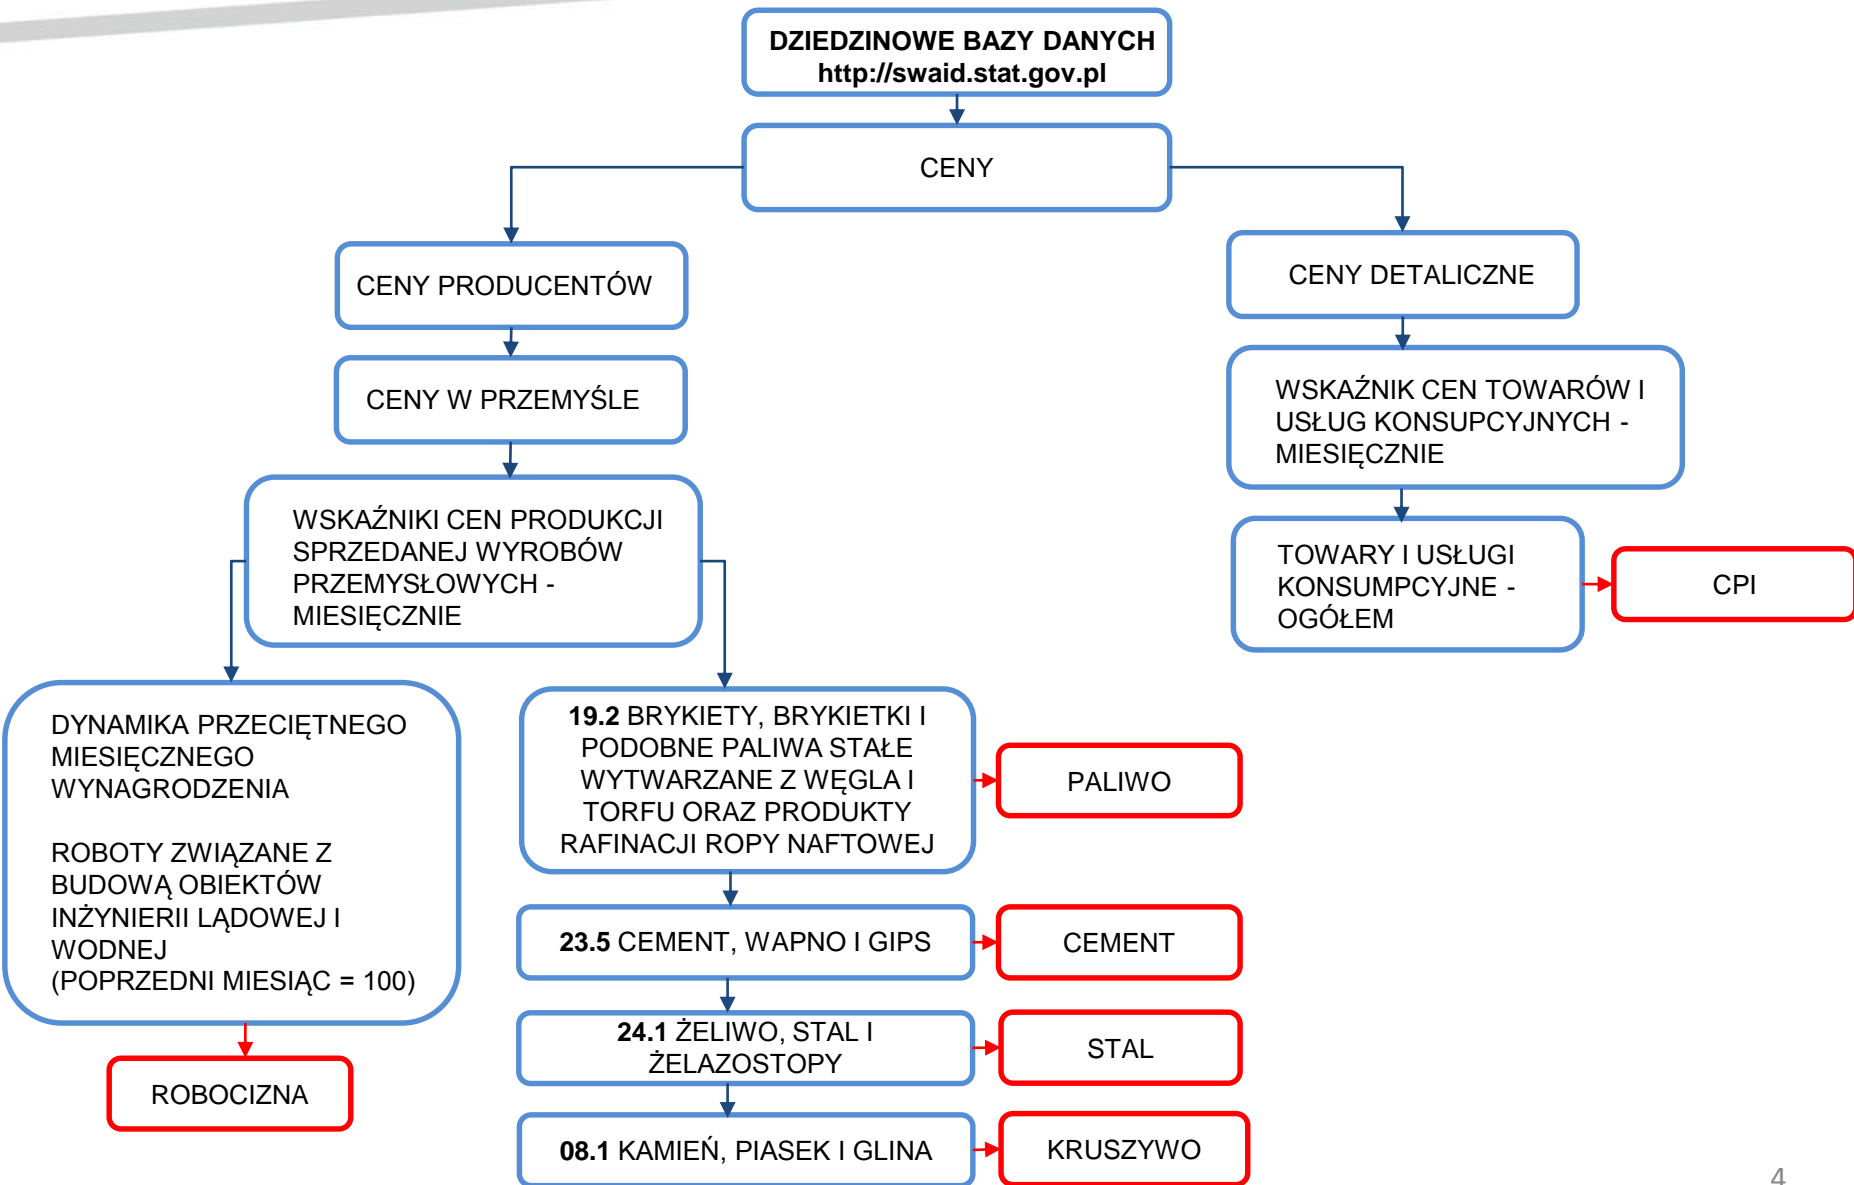 DZIEDZINOWE BAZY DANYCH
http://swaid.stat.gov.pl
CENY
CENY PRODUCENTÓW
CENY DETALICZNE
CENY W PRZEMYŚLE
WSKAŹNIK CEN TOWARÓW I
USŁUG KONSUPCYJNYCH -
MIESIĘCZNIE
WSKAŹNIKI CEN PRODUKCJI
SPRZEDANEJ WYROBÓW
PRZEMYSŁOWYCH -
MIESIĘCZNIE
TOWARY I USŁUGI
KONSUMPCYJNE -
OGÓŁEM
CPI
DYNAMIKA PRZECIĘTNEGO
MIESIĘCZNEGO
WYNAGRODZENIA
ROBOTY ZWIĄZANE Z
BUDOWĄ OBIEKTÓW
INŻYNIERII LĄDOWEJ I
WODNEJ
(POPRZEDNI MIESIĄC = 100)
ROBOCIZNA
19.2 BRYKIETY, BRYKIETKI I
PODOBNE PALIWA STAŁE
WYTWARZANE Z WĘGLA I
TORFU ORAZ PRODUKTY
RAFINACJI ROPY NAFTOWEJ
PALIWO
23.5 CEMENT, WAPNO I GIPS
CEMENT
24.1 ŻELIWO, STAL I
ŻELAZOSTOPY
STAL
08.1 KAMIEŃ, PIASEK I GLINA
KRUSZYWO
4